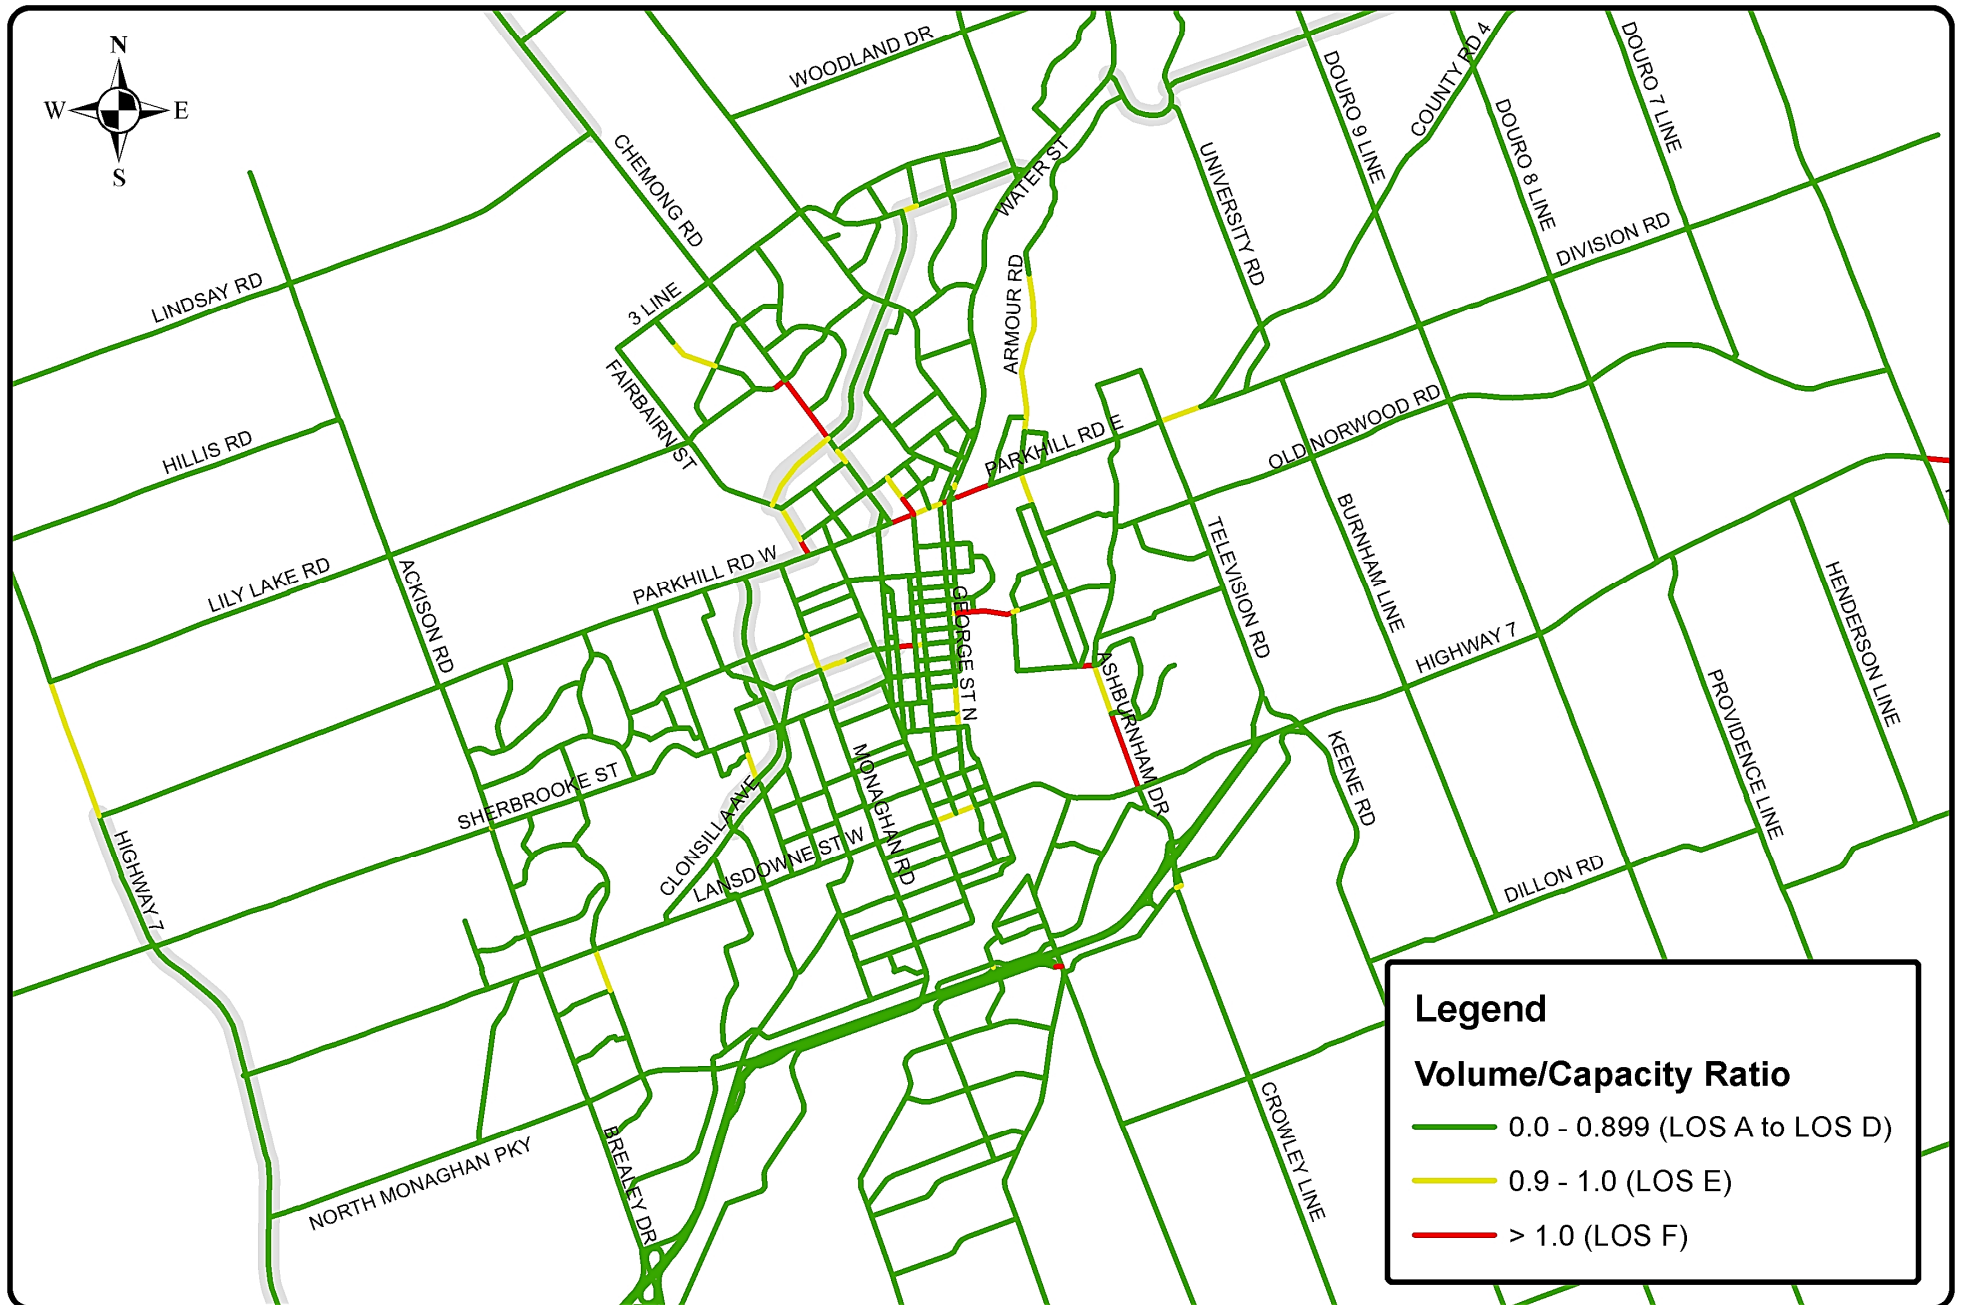 N
W
E
S
WOODLAND DR
CHEMONG RD
WATER ST
UNIVERSITY RD
DOURO 9 LINE
COUNTY RD 4
DOURO 8 LINE
DOURO 7 LINE
DIVISION RD
LINDSAY RD
3 LINE
ARMOUR RD
FAIRBAIRN ST
HILLIS RD
PARKHILL RD E
OLD NORWOOD RD
LILY LAKE RD
ACKISON RD
PARKHILL RD W
GEORGE ST N
TELEVISION RD
BURNHAM LINE
HIGHWAY 7
HENDERSON LINE
PROVIDENCE LINE
ASHBURNHAM DR
KEENE RD
SHERBROOKE ST
CLONSILLA AVE
MONAGHAN RD
LANSDOWNE ST W
HIGHWAY 7
DILLON RD
NORTH MONAGHAN PKY
BREALEY DR
CROWLEY LINE
Legend
Volume/Capacity Ratio
0.0 - 0.899 (LOS A to LOS D)
0.9 - 1.0 (LOS E)
> 1.0 (LOS F)